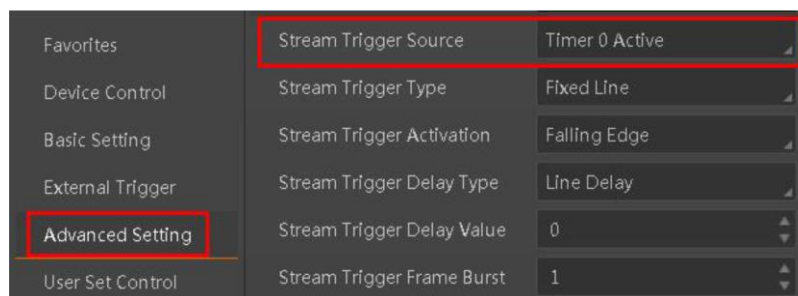 Favorites
Device Control
Basic Setting
External Trigger
Advanced Setting
User Set Control
Stream Trigger Source Timer 0 Active
Stream Trigger Type Fixed Line
Stream Trigger Activation Falling Edge
Stream Trigger Delay Type Line Delay
Stream Trigger Delay Value 0
Stream Trigger Frame Burst 1